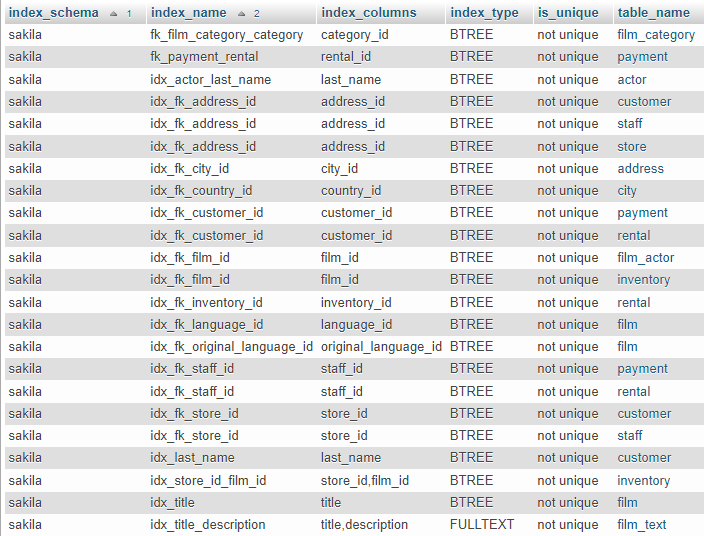 index_schema 1 index_name 2 index_columns index_type is_unique table_name
sakila fk_film_category_category category_id BTREE not unique film_category
sakila fk_payment_rental rental_id BTREE not unique payment
sakila idx_actor_last_name last_name BTREE not unique actor
sakila idx_fk_address_id address_id BTREE not unique customer
sakila idx_fk_address_id address_id BTREE not unique staff
sakila idx_fk_address_id address_id BTREE not unique store
sakila idx_fk_city_id city_id BTREE not unique address
sakila idx_fk_country_id country_id BTREE not unique city
sakila idx_fk_customer_id customer_id BTREE not unique payment
sakila idx_fk_customer_id customer_id BTREE not unique rental
sakila idx_fk_film_id film_id BTREE not unique film_actor
sakila idx_fk_film_id film_id BTREE not unique inventory
sakila idx_fk_inventory_id inventory_id BTREE not unique rental
sakila idx_fk_language_id language_id BTREE not unique film
sakila idx_fk_original_language_id original_language_id BTREE not unique film
sakila idx_fk_staff_id staff_id BTREE not unique payment
sakila idx_fk_staff_id staff_id BTREE not unique rental
sakila idx_fk_store_id store_id BTREE not unique customer
sakila idx_fk_store_id store_id BTREE not unique staff
sakila idx_last_name last_name BTREE not unique customer
sakila idx_store_id_film_id store_id,film_id BTREE not unique inventory
sakila idx_title title BTREE not unique film
sakila idx_title_description title,description FULLTEXT not unique film_text